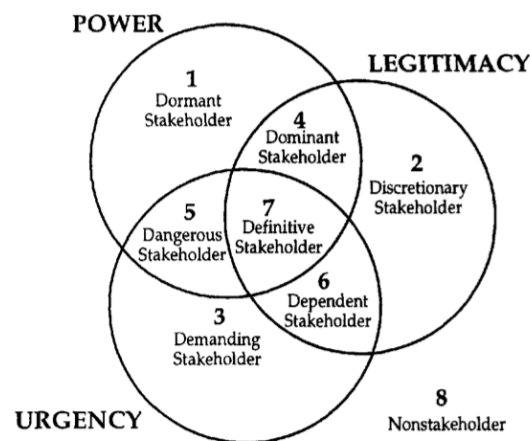 POWER
1
Dormant
Stakeholder
LEGITIMACY
4
Dominant
Stakeholder
2
Discretionary
Stakeholder
5
Dangerous
Stakeholder
7
Definitive
Stakeholder
6
Dependent
Stakeholder
3
Demanding
Stakeholder
URGENCY
8
Nonstakeholder